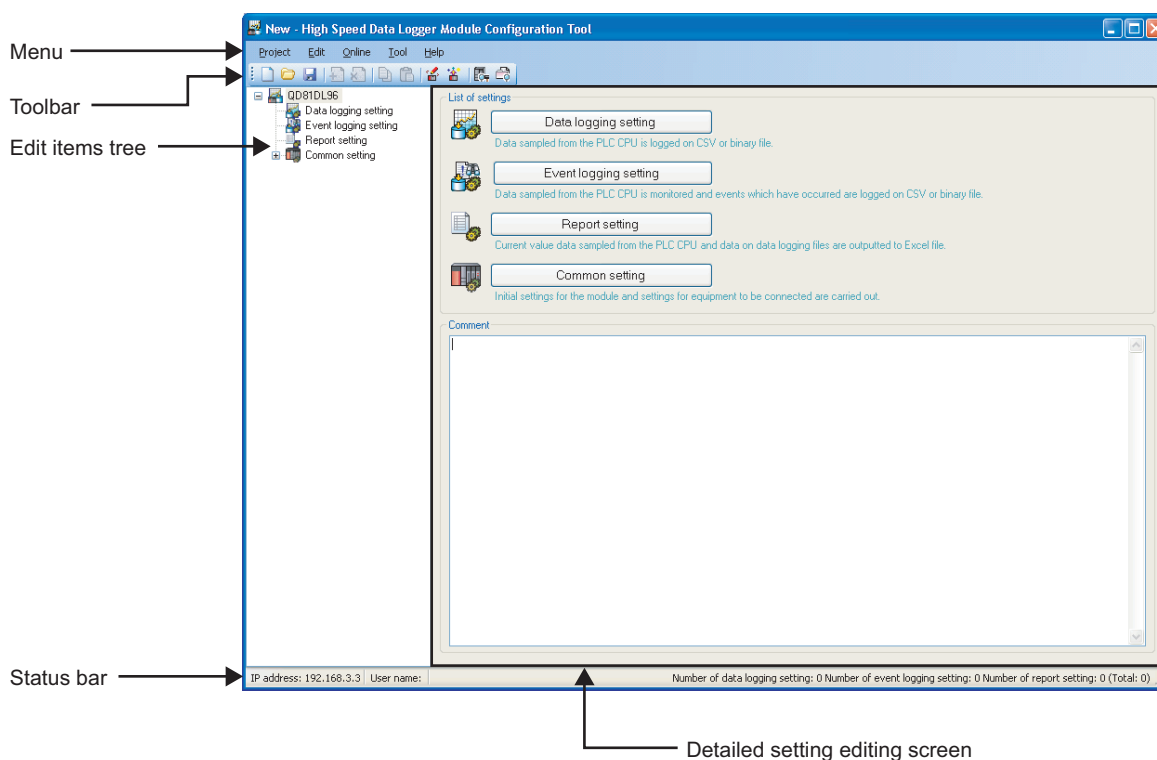 New - High Speed Data Logger Module Configuration Tool
Menu
Project Edit Online Tool Help
Toolbar
Edit items tree
QD81DL96
Data logging setting
Event logging setting
Report setting
Common setting
List of settings
Data logging setting
Data sampled from the PLC CPU is logged on CSV or binary file.
Event logging setting
Data sampled from the PLC CPU is monitored and events which have occurred are logged on CSV or binary file.
Report setting
Current value data sampled from the PLC CPU and data on data logging files are outputted to Excel file.
Common setting
Initial settings for the module and settings for equipment to be connected are carried out.
Comment
Status bar
IP address: 192.168.3.3 User name:
Number of data logging setting: 0 Number of event logging setting: 0 Number of report setting: 0 (Total: 0)
Detailed setting editing screen